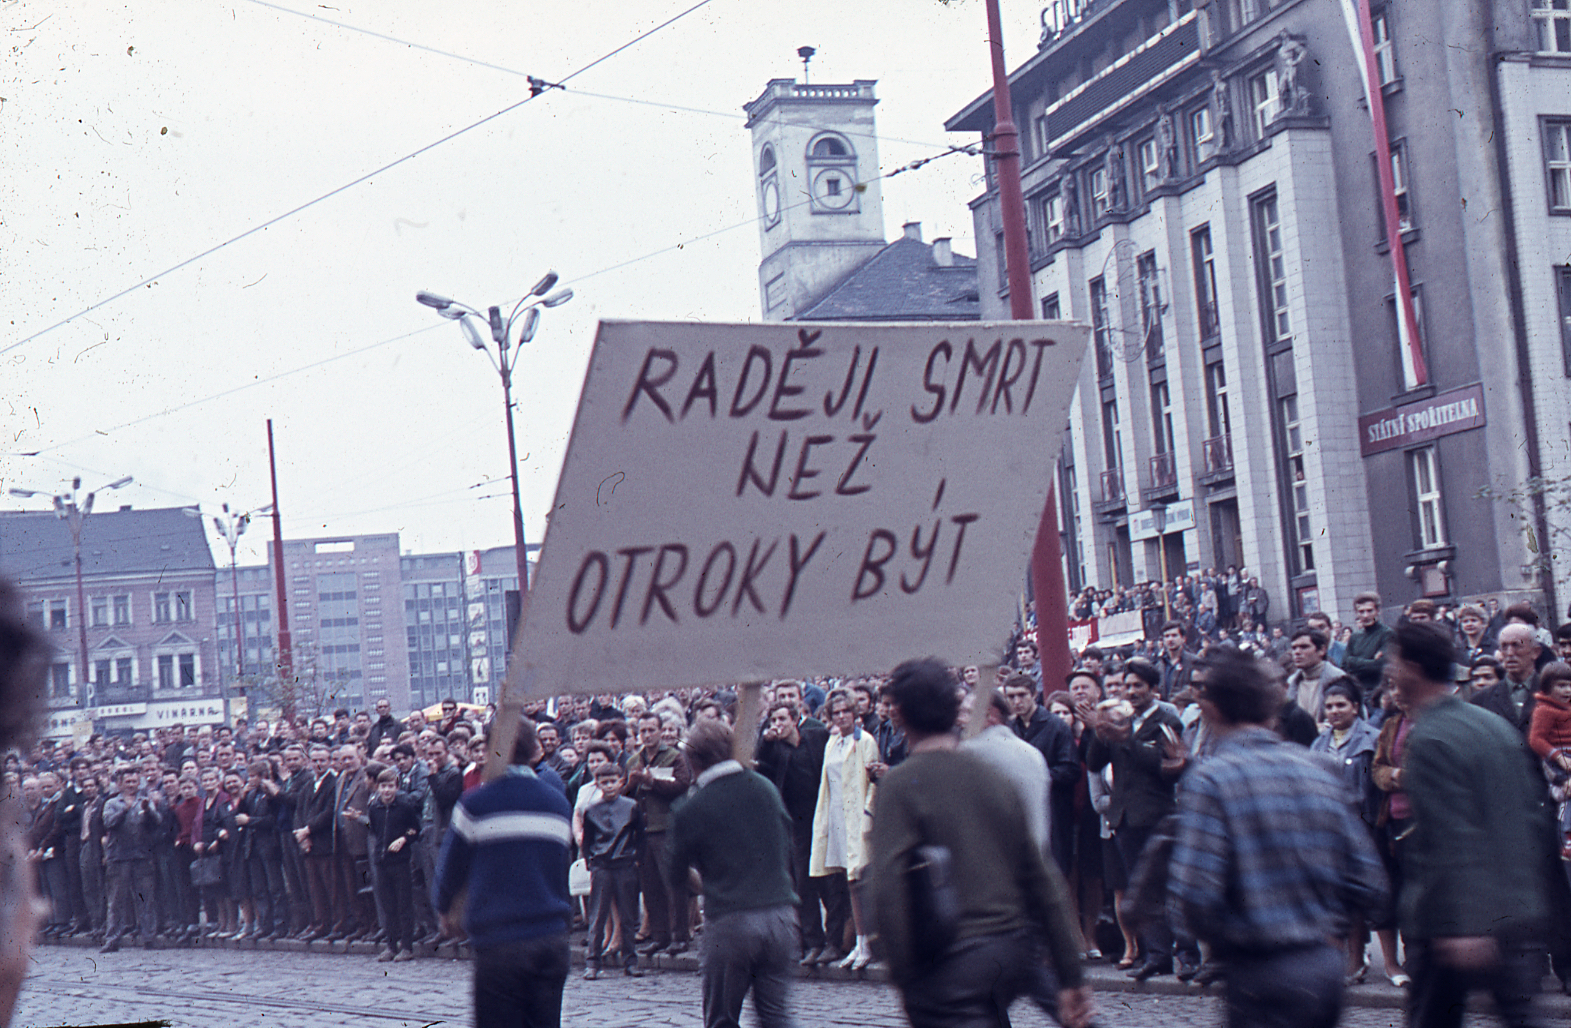 RADĚJI SMRT
NEŽ
OTROKY BÝT
STÁTNÍ SPOŘITELNA
VINÁRNA